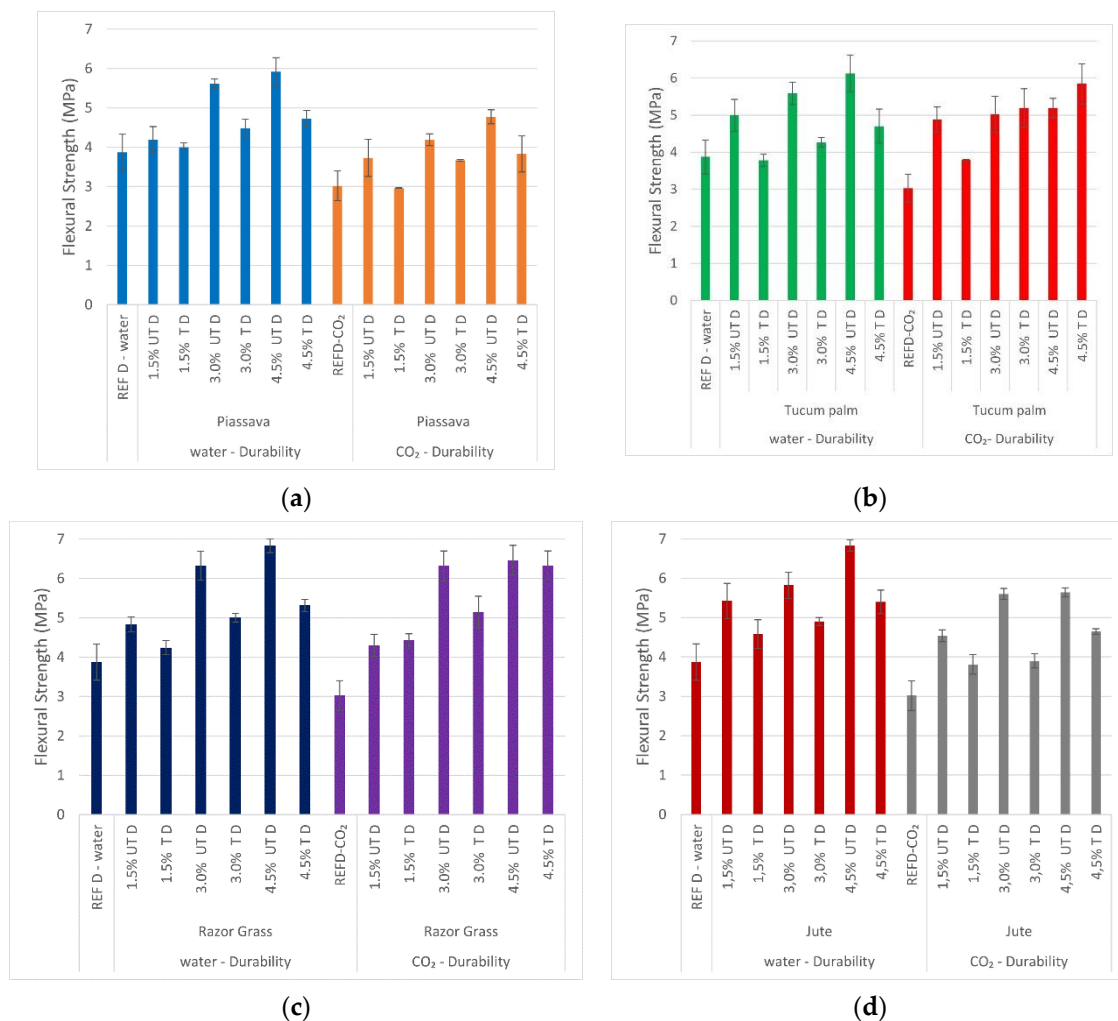 7
6
5
4
3
2
1
0
Flexural Strength (MPa)
REF D - water
1.5% UT D
1.5% T D
3.0% UT D
3.0% T D
4.5% UT D
4.5% T D
REFD-CO₂
1.5% UT D
1.5% T D
3.0% UT D
3.0% T D
4.5% UT D
4.5% T D
Piassava
Piassava
water - Durability
CO₂ - Durability
(a)
7
6
5
4
3
2
1
0
Flexural Strength (MPa)
REF D - water
1.5% UT D
1.5% T D
3.0% UT D
3.0% T D
4.5% UT D
4.5% T D
REFD-CO₂
1.5% UT D
1.5% T D
3.0% UT D
3.0% T D
4.5% UT D
4.5% T D
Tucum palm
Tucum palm
water - Durability
CO₂- Durability
(b)
7
6
5
4
3
2
1
0
Flexural Strength (MPa)
REF D - water
1.5% UT D
1.5% T D
3.0% UT D
3.0% T D
4.5% UT D
4.5% T D
REFD-CO₂
1.5% UT D
1.5% T D
3.0% UT D
3.0% T D
4.5% UT D
4.5% T D
Razor Grass
Razor Grass
water - Durability
CO₂ - Durability
(c)
7
6
5
4
3
2
1
0
Flexural Strength (MPa)
REF D - water
1,5% UT D
1,5% T D
3,0% UT D
3,0% T D
4,5% UT D
4,5% T D
REFD-CO₂
1,5% UT D
1,5% T D
3,0% UT D
3,0% T D
4,5% UT D
4,5% T D
Jute
Jute
water - Durability
CO₂ - Durability
(d)